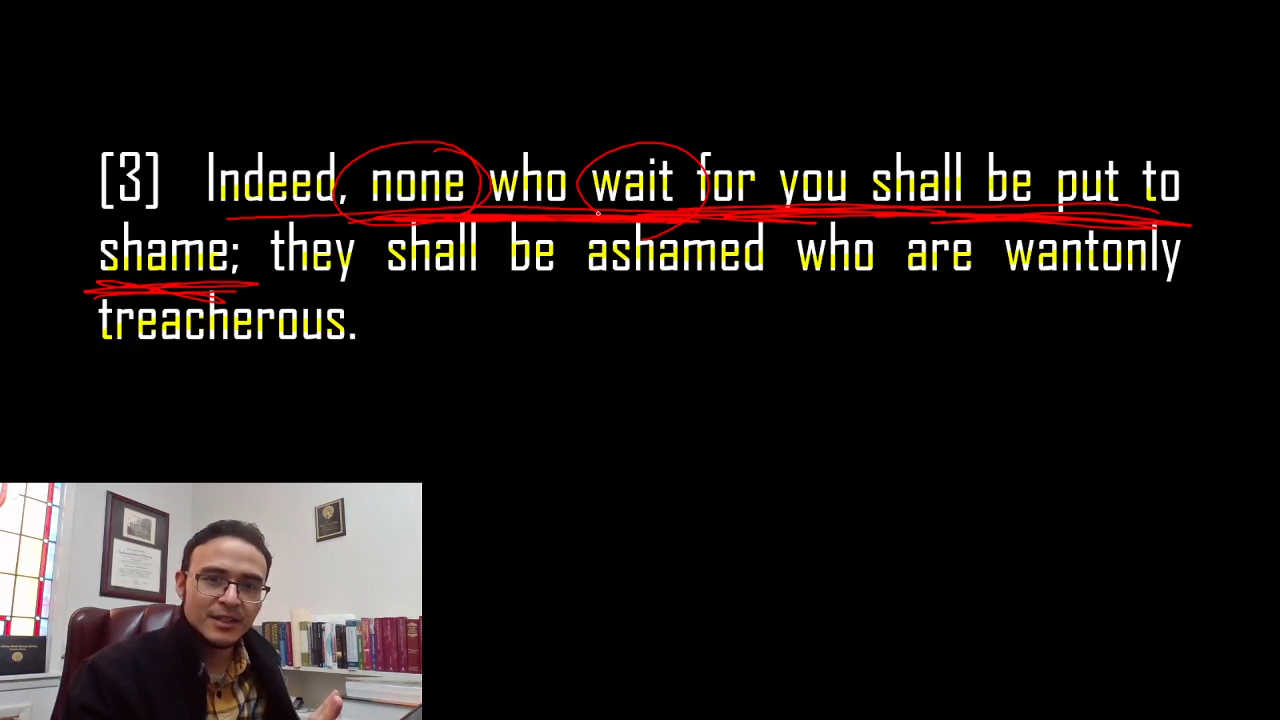 [3] Indeed, none who wait for you shall be put to
shame; they shall be ashamed who are wantonly
treacherous.